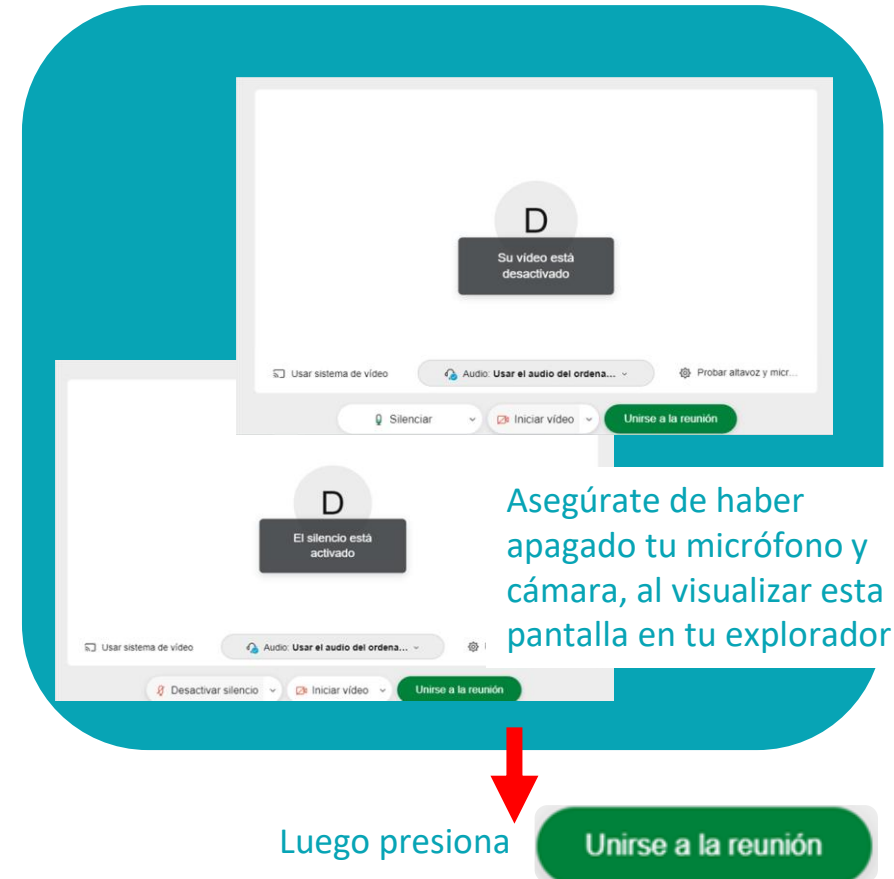 D
Su vídeo está
desactivado
Usar sistema de vídeo
Audio: Usar el audio del ordena...
Probar altavoz y micr...
Silenciar
Iniciar vídeo
Unirse a la reunión
D
El silencio está
activado
Usar sistema de vídeo
Audio: Usar el audio del ordena...
Desactivar silencio
Iniciar vídeo
Unirse a la reunión
Asegúrate de haber
apagado tu micrófono y
cámara, al visualizar esta
pantalla en tu explorador
Luego presiona
Unirse a la reunión